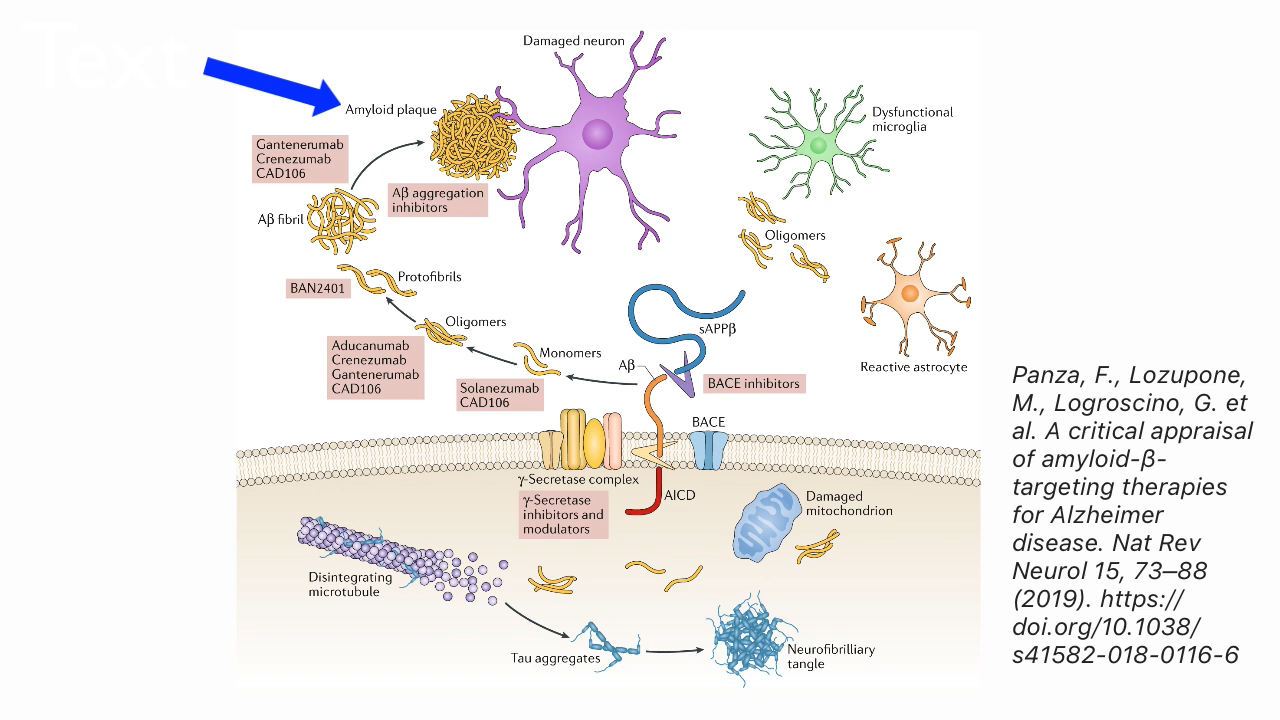 Text
Damaged neuron
Amyloid plaque
Dysfunctional
microglia
Gantenerumab
Crenezumab
CAD106
Aβ aggregation
inhibitors
Aβ fibril
Oligomers
BAN2401
Protofibrils
Oligomers
sAPPβ
Aducanumab
Crenezumab
Gantenerumab
CAD106
Monomers
Aβ
Solanezumab
CAD106
BACE inhibitors
Reactive astrocyte
BACE
γ-Secretase complex
γ-Secretase
inhibitors and
modulators
AICD
Damaged
mitochondrion
Disintegrating
microtubule
Tau aggregates
Neurofibrilliary
tangle
Panza, F., Lozupone,
M., Logroscino, G. et
al. A critical appraisal
of amyloid-β-
targeting therapies
for Alzheimer
disease. Nat Rev
Neurol 15, 73–88
(2019). https://
doi.org/10.1038/
s41582-018-0116-6